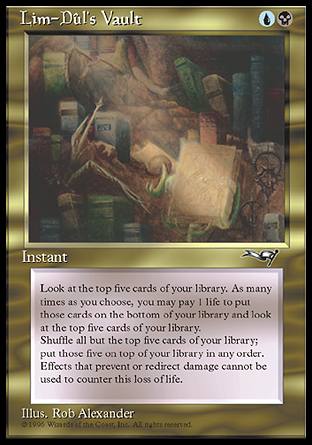 Lim-Dûl's Vault
Instant
Look at the top five cards of your library. As many
times as you choose, you may pay 1 life to put
those cards on the bottom of your library and look
at the top five cards of your library.
Shuffle all but the top five cards of your library;
put those five on top of your library in any order.
Effects that prevent or redirect damage cannot be
used to counter this loss of life.
Illus. Rob Alexander
©1996 Wizards of the Coast, Inc. All rights reserved.